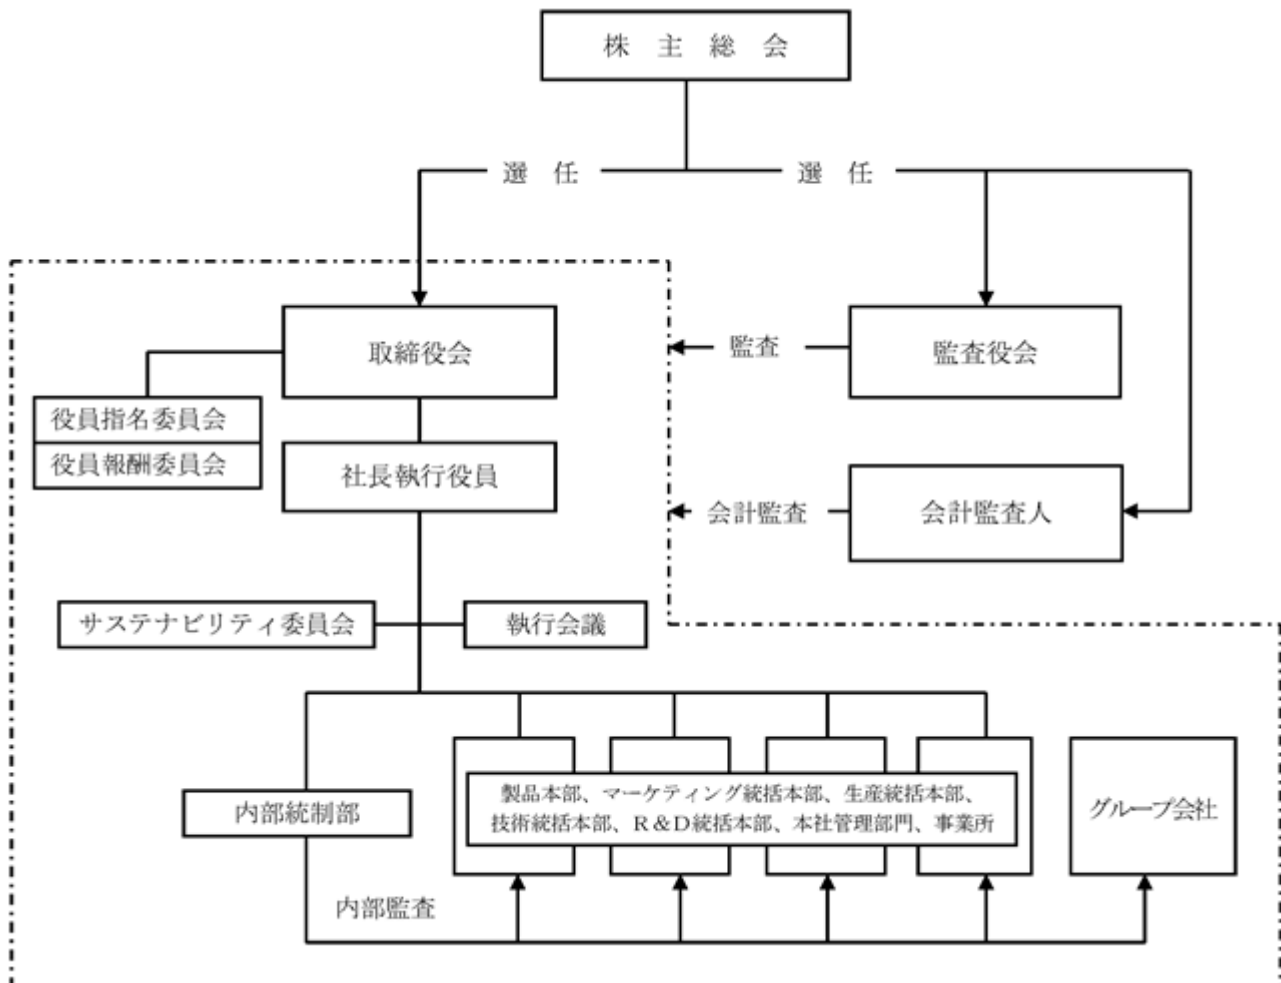 株主総会
選任
選任
取締役会
監査
監査役会
役員指名委員会
役員報酬委員会
社長執行役員
会計監査
会計監査人
サステナビリティ委員会
執行会議
内部統制部
製品本部、マーケティング統括本部、生産統括本部、
技術統括本部、R&D統括本部、本社管理部門、事業所
グループ会社
内部監査